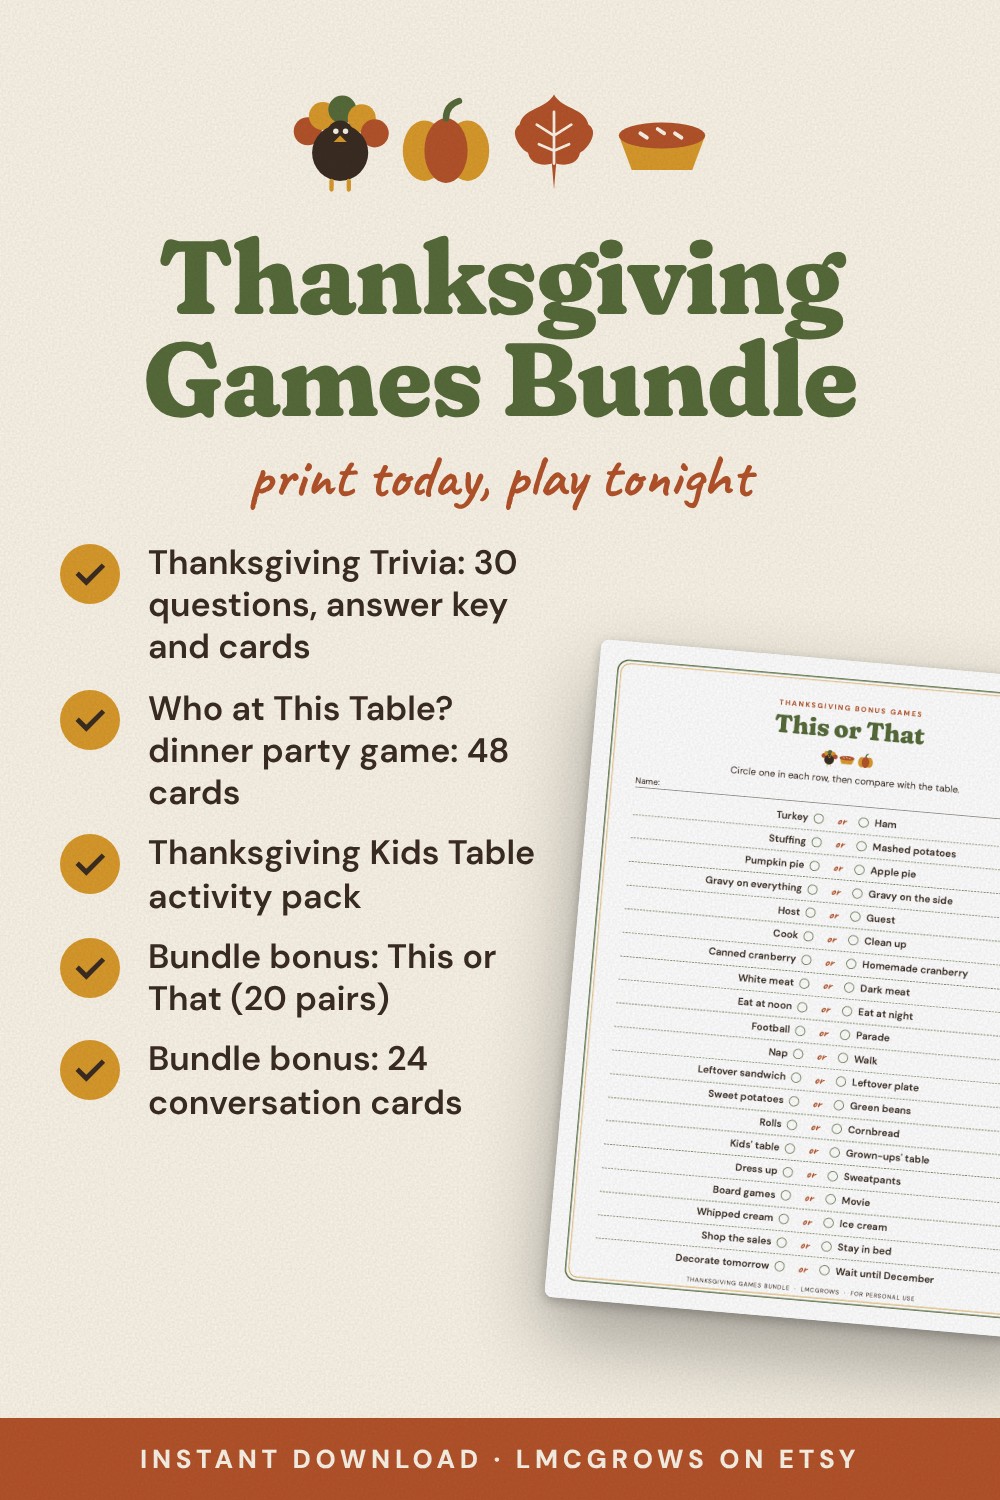 Thanksgiving
Games Bundle
print today, play tonight
Thanksgiving Trivia: 30
questions, answer key
and cards
Who at This Table?
dinner party game: 48
cards
Thanksgiving Kids Table
activity pack
Bundle bonus: This or
That (20 pairs)
Bundle bonus: 24
conversation cards
THANKSGIVING BONUS GAMES
This or That
Circle one in each row, then compare with the table.
Name:
Turkey or Ham
Stuffing or Mashed potatoes
Pumpkin pie or Apple pie
Gravy on everything or Gravy on the side
Host or Guest
Cook or Clean up
Canned cranberry or Homemade cranberry
White meat or Dark meat
Eat at noon or Eat at night
Football or Parade
Nap or Walk
Leftover sandwich or Leftover plate
Sweet potatoes or Green beans
Rolls or Cornbread
Kids' table or Grown-ups' table
Dress up or Sweatpants
Board games or Movie
Whipped cream or Ice cream
Shop the sales or Stay in bed
Decorate tomorrow or Wait until December
THANKSGIVING GAMES BUNDLE · LMCGROWS · FOR PERSONAL USE
INSTANT DOWNLOAD · LMCGROWS ON ETSY